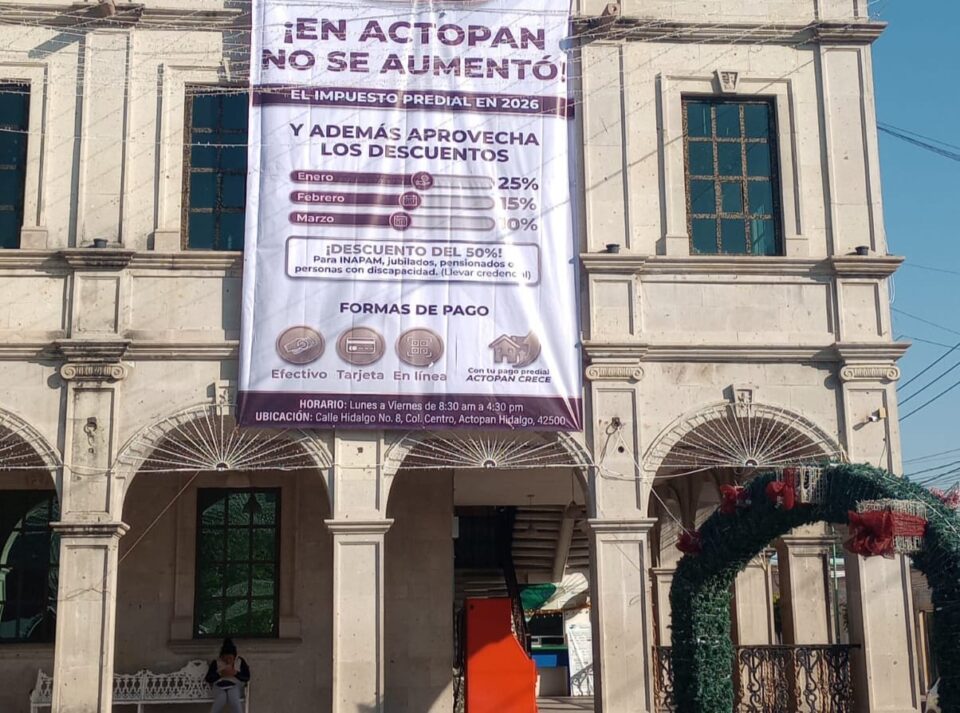 ¡EN ACTOPAN
NO SE AUMENTÓ!
EL IMPUESTO PREDIAL EN 2026
Y ADEMÁS APROVECHA
LOS DESCUENTOS
Enero 25%
Febrero 15%
Marzo 10%
¡DESCUENTO DEL 50%!
Para INAPAM, jubilados, pensionados o
personas con discapacidad. (Llevar credencial)
FORMAS DE PAGO
Efectivo Tarjeta En línea
Con tu pago predial
ACTOPAN CRECE
HORARIO: Lunes a Viernes de 8:30 am a 4:30 pm
UBICACIÓN: Calle Hidalgo No. 8, Col. Centro, Actopan Hidalgo, 42500